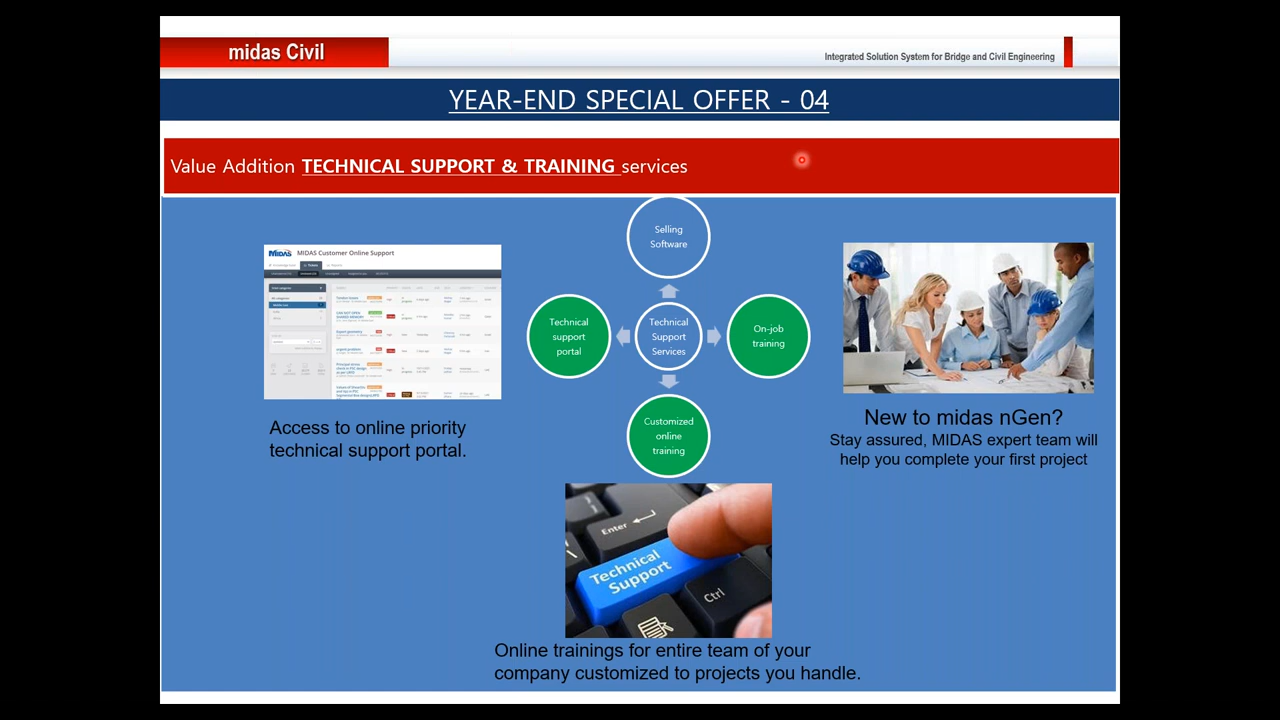 midas Civil
Integrated Solution System for Bridge and Civil Engineering
YEAR-END SPECIAL OFFER - 04
Value Addition TECHNICAL SUPPORT & TRAINING services
Selling
Software
MIDAS MIDAS Customer Online Support
Technical
support
portal
Technical
Support
Services
On-job
training
Customized
online
training
Access to online priority
technical support portal.
New to midas nGen?
Stay assured, MIDAS expert team will
help you complete your first project
Enter
Technical
Support
Ctrl
Online trainings for entire team of your
company customized to projects you handle.